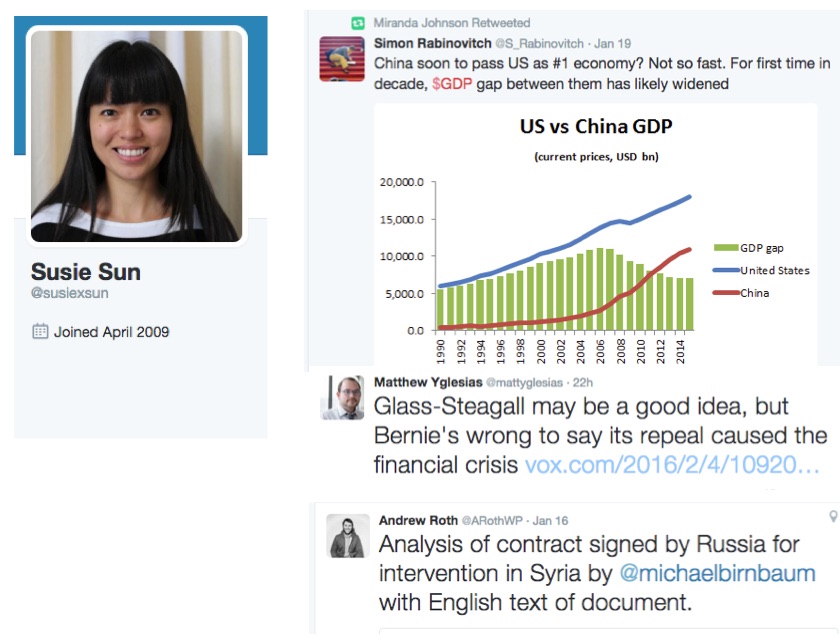 Susie Sun
@susiexsun
Joined April 2009
Miranda Johnson Retweeted
Simon Rabinovitch @S_Rabinovitch · Jan 19
China soon to pass US as #1 economy? Not so fast. For first time in
decade, $GDP gap between them has likely widened
US vs China GDP
(current prices, USD bn)
20,000.0
15,000.0
10,000.0
5,000.0
0.0
1990 1992 1994 1996 1998 2000 2002 2004 2006 2008 2010 2012 2014
GDP gap
United States
China
Matthew Yglesias @mattyglesias · 22h
Glass-Steagall may be a good idea, but
Bernie's wrong to say its repeal caused the
financial crisis vox.com/2016/2/4/10920…
Andrew Roth @ARothWP · Jan 16
Analysis of contract signed by Russia for
intervention in Syria by @michaelbirnbaum
with English text of document.